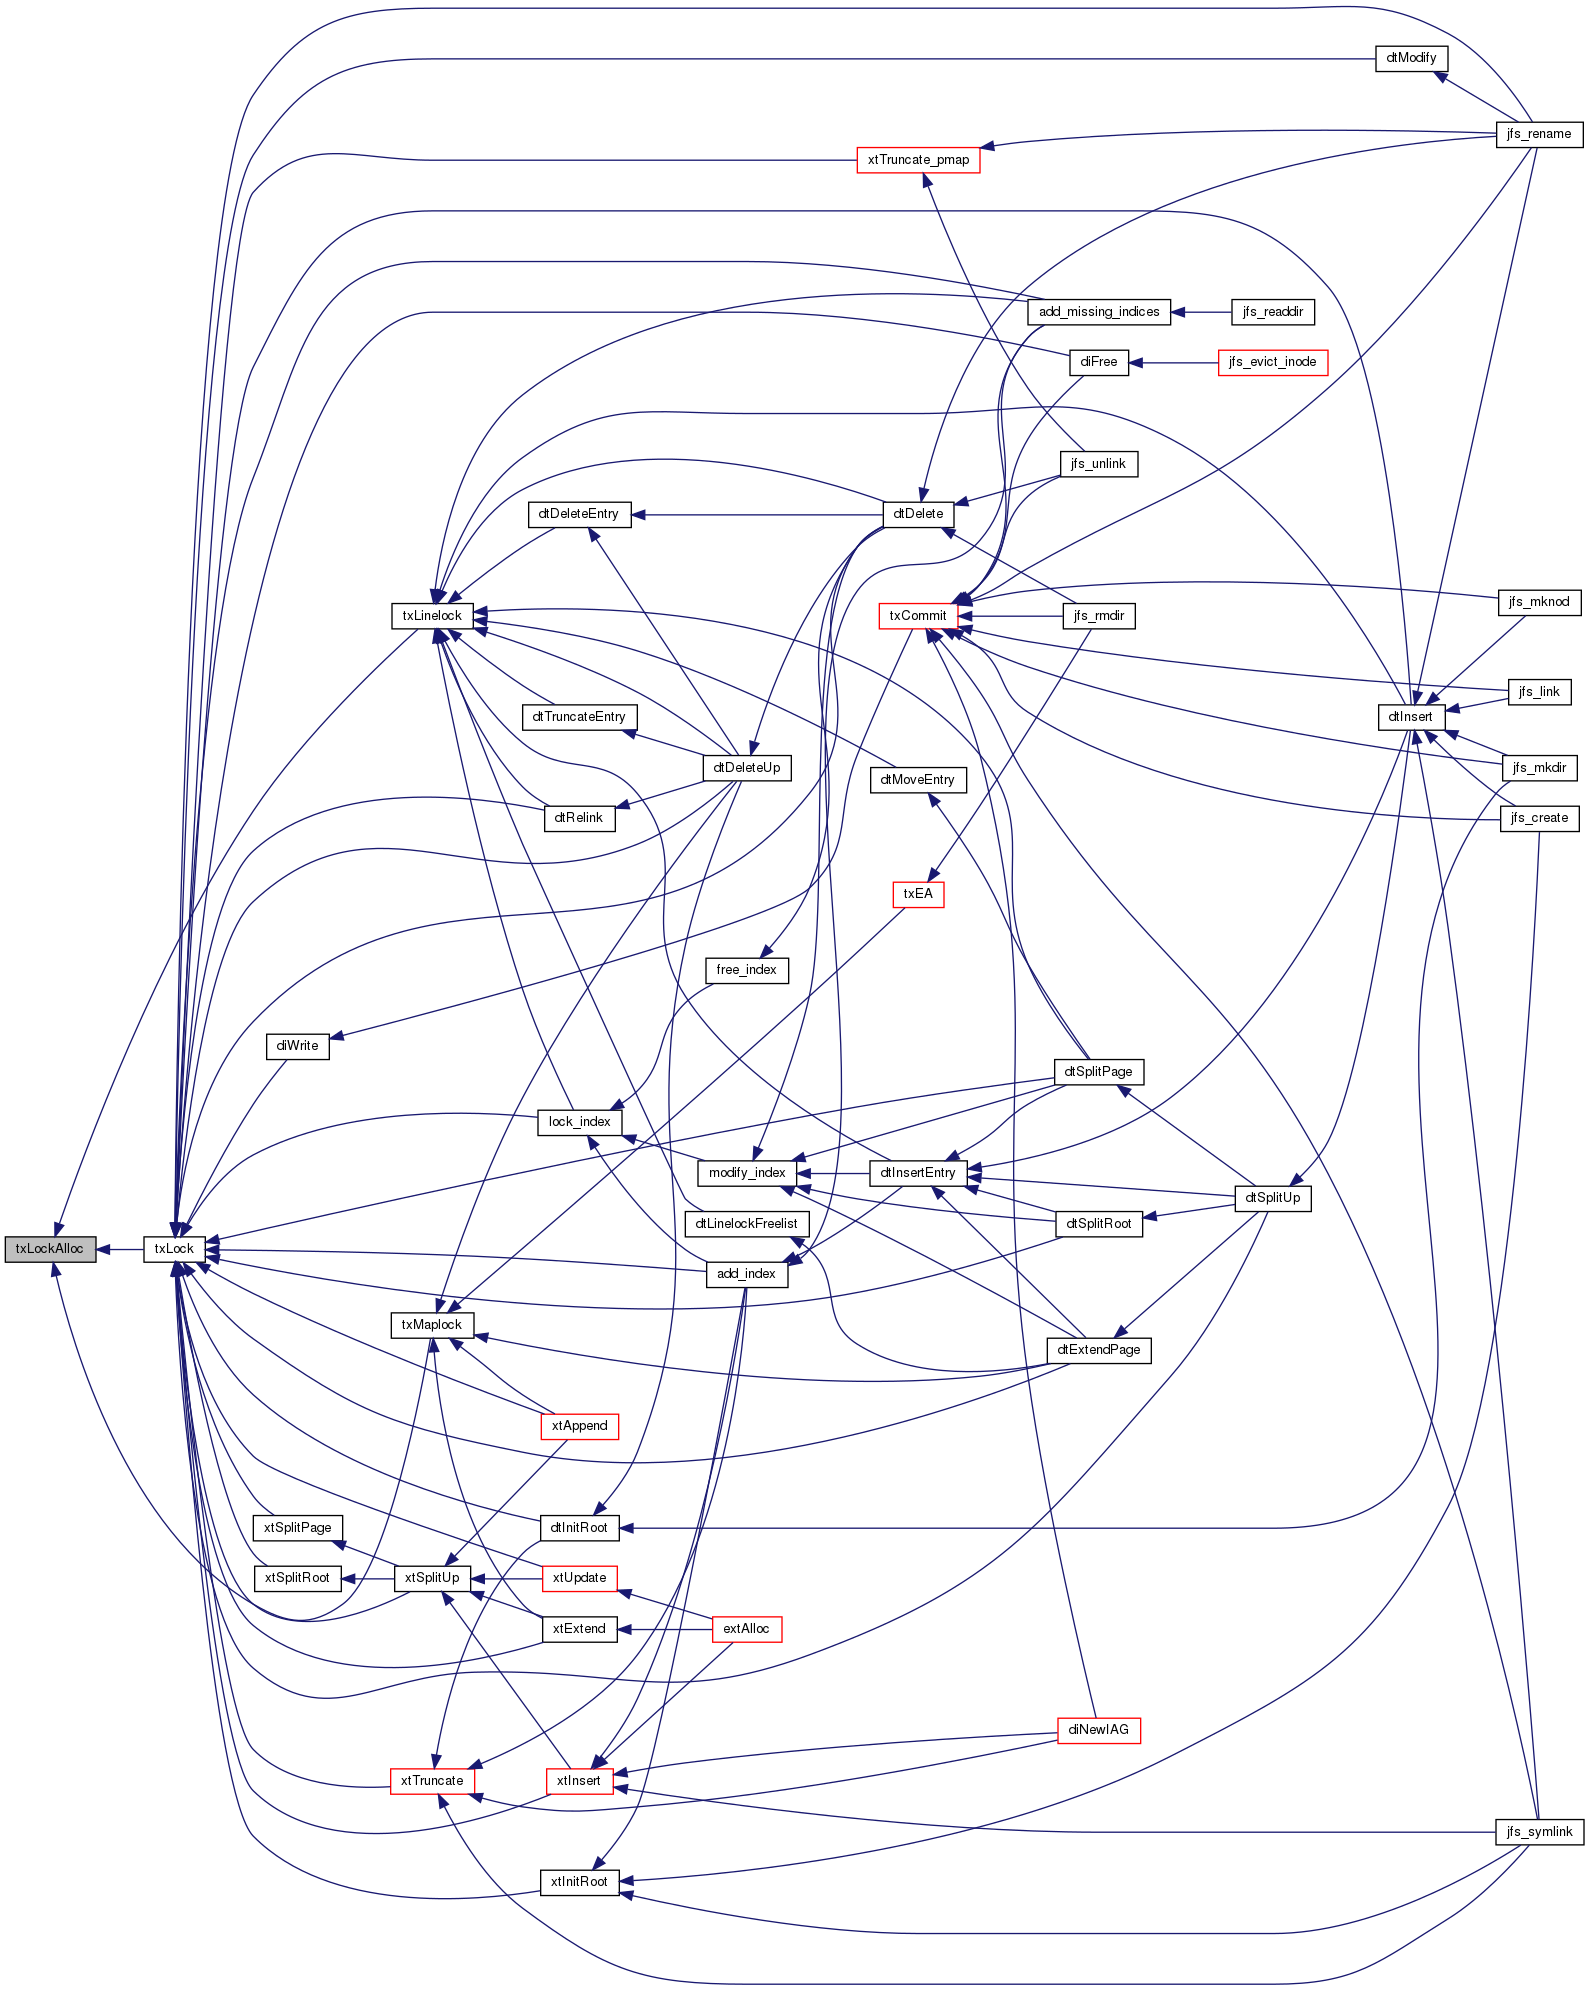 dtModify
jfs_rename
xtTruncate_pmap
add_missing_indices
jfs_readdir
diFree
jfs_evict_inode
jfs_unlink
dtDeleteEntry
dtDelete
txLinelock
txCommit
jfs_rmdir
jfs_mknod
jfs_link
dtTruncateEntry
dtInsert
dtDeleteUp
dtMoveEntry
jfs_mkdir
dtRelink
jfs_create
txEA
free_index
diWrite
dtSplitPage
lock_index
modify_index
dtInsertEntry
dtSplitUp
dtLinelockFreelist
dtSplitRoot
txLockAlloc
txLock
add_index
txMaplock
dtExtendPage
xtAppend
xtSplitPage
dtInitRoot
xtSplitRoot
xtSplitUp
xtUpdate
xtExtend
extAlloc
diNewIAG
xtTruncate
xtInsert
jfs_symlink
xtInitRoot